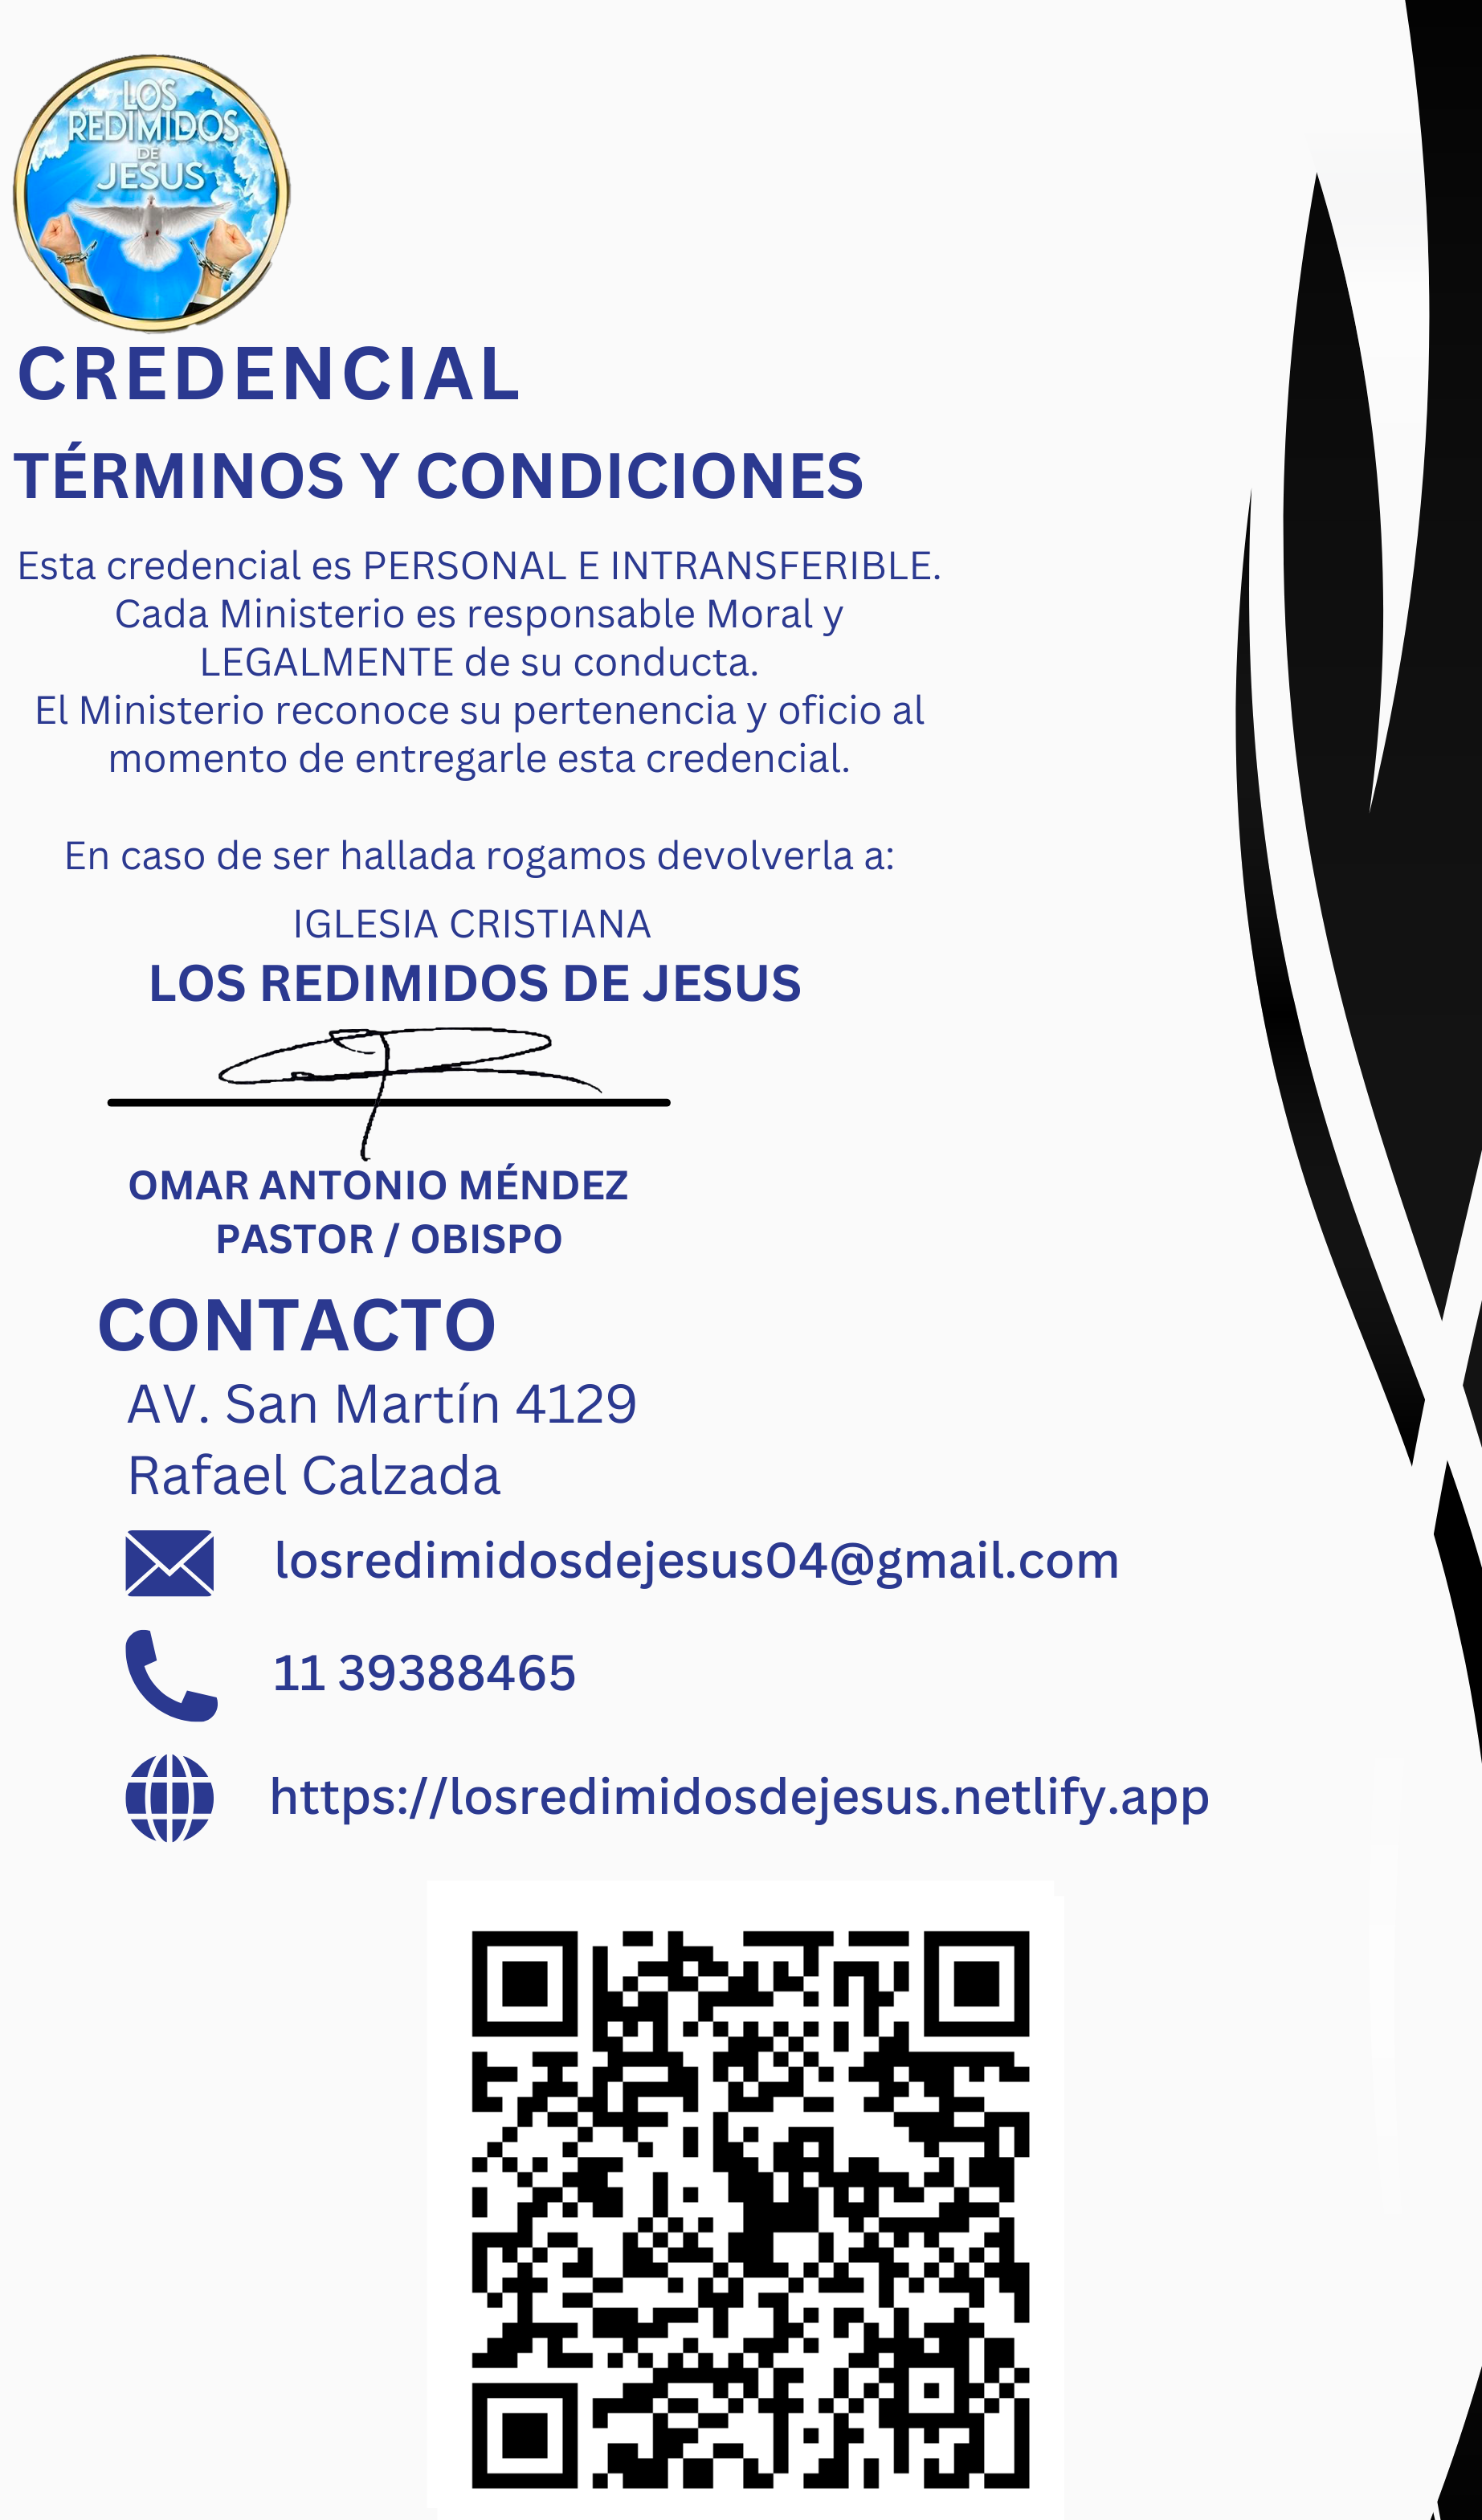 LOS
REDIMIDOS
DE
JESUS
CREDENCIAL
TÉRMINOS Y CONDICIONES
Esta credencial es PERSONAL E INTRANSFERIBLE.
Cada Ministerio es responsable Moral y
LEGALMENTE de su conducta.
El Ministerio reconoce su pertenencia y oficio al
momento de entregarle esta credencial.
En caso de ser hallada rogamos devolverla a:
IGLESIA CRISTIANA
LOS REDIMIDOS DE JESUS
OMAR ANTONIO MÉNDEZ
PASTOR / OBISPO
CONTACTO
AV. San Martín 4129
Rafael Calzada
losredimidosdejesus04@gmail.com
11 39388465
https://losredimidosdejesus.netlify.app